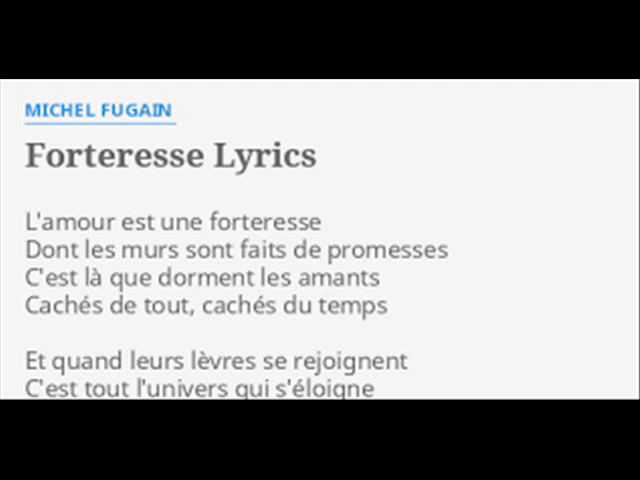 MICHEL FUGAIN
Forteresse Lyrics
L'amour est une forteresse
Dont les murs sont faits de promesses
C'est là que dorment les amants
Cachés de tout, cachés du temps
Et quand leurs lèvres se rejoignent
C'est tout l'univers qui s'éloigne